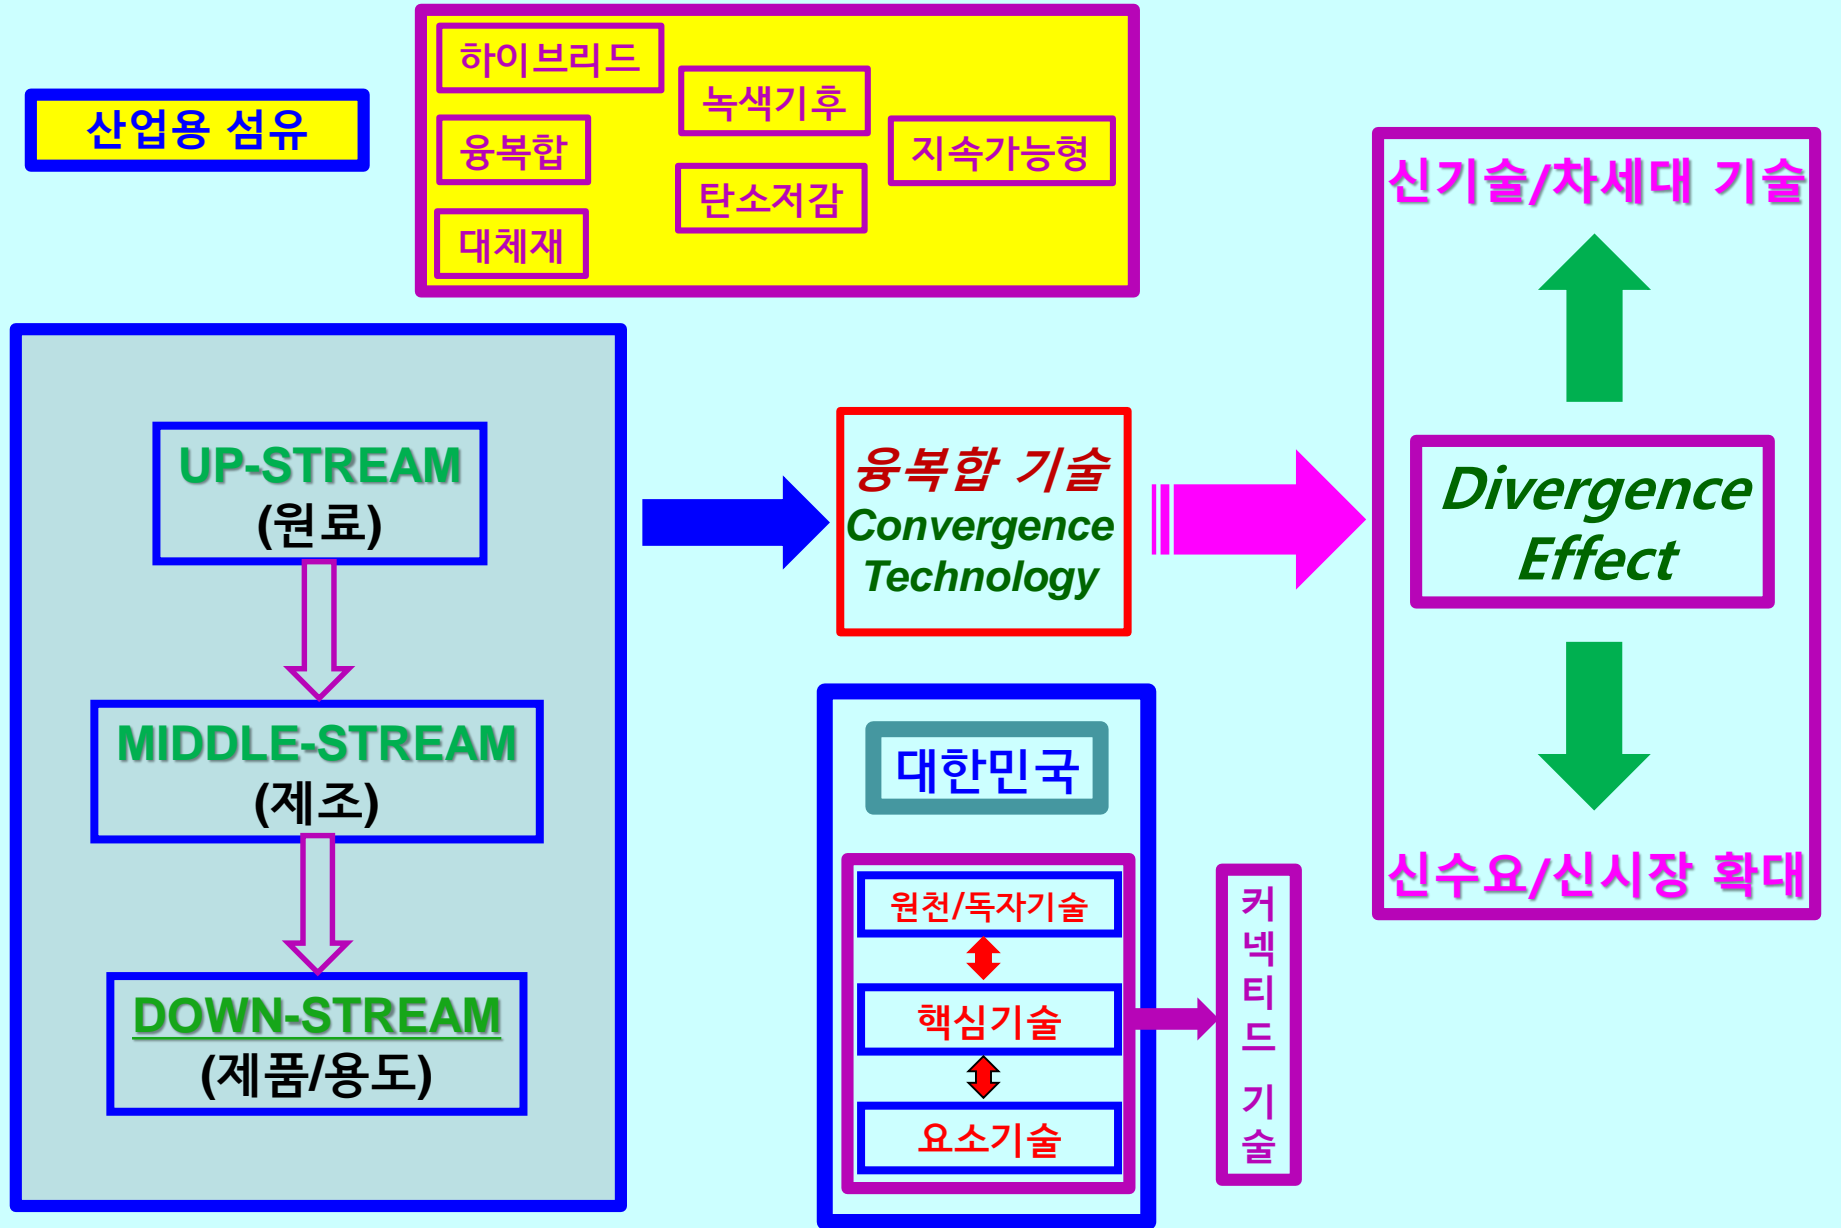 산업용 섬유
하이브리드
융복합
대체재
녹색기후
탄소저감
지속가능형
UP-STREAM
(원료)
MIDDLE-STREAM
(제조)
DOWN-STREAM
(제품/용도)
융복합 기술
Convergence
Technology
대한민국
원천/독자기술
핵심기술
요소기술
커
넥
티
드
기
술
신기술/차세대 기술
Divergence
Effect
신수요/신시장 확대